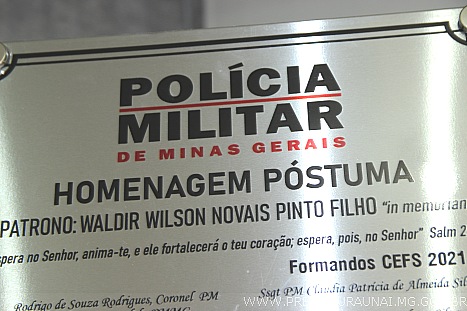 POLÍCIA
MILITAR
DE MINAS GERAIS
HOMENAGEM PÓSTUMA
PATRONO: WALDIR WILSON NOVAIS PINTO FILHO "in memorian
spera no Senhor, anima-te, e ele fortalecerá o teu coração; espera, pois, no Senhor" Salm 2
Formandos CEFS 2021
Rodrigo de Souza Rodrigues, Coronel PM
Sgt PM Claudia Patrícia de Almeida Sil